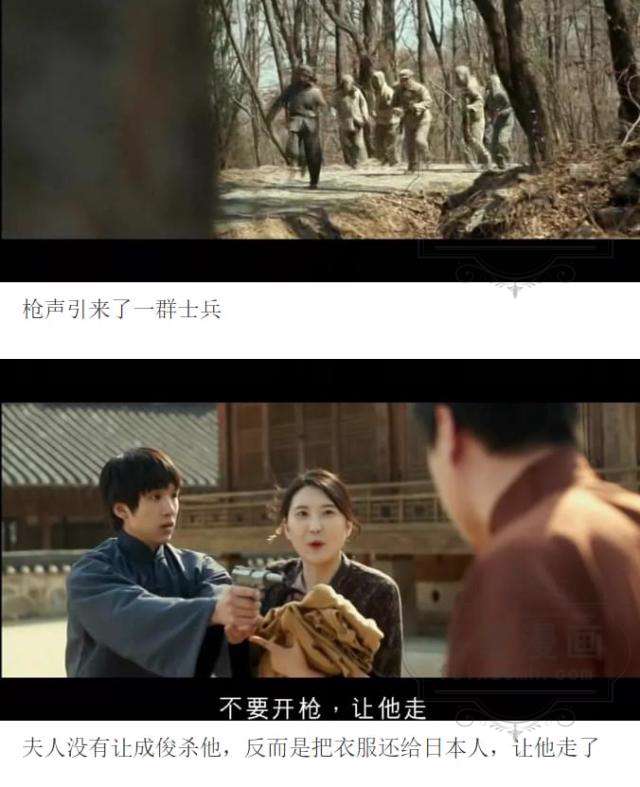 枪声引来了一群士兵
不要开枪，让他走
夫人没有让成俊杀他，反而是把衣服还给日本人，让他走了